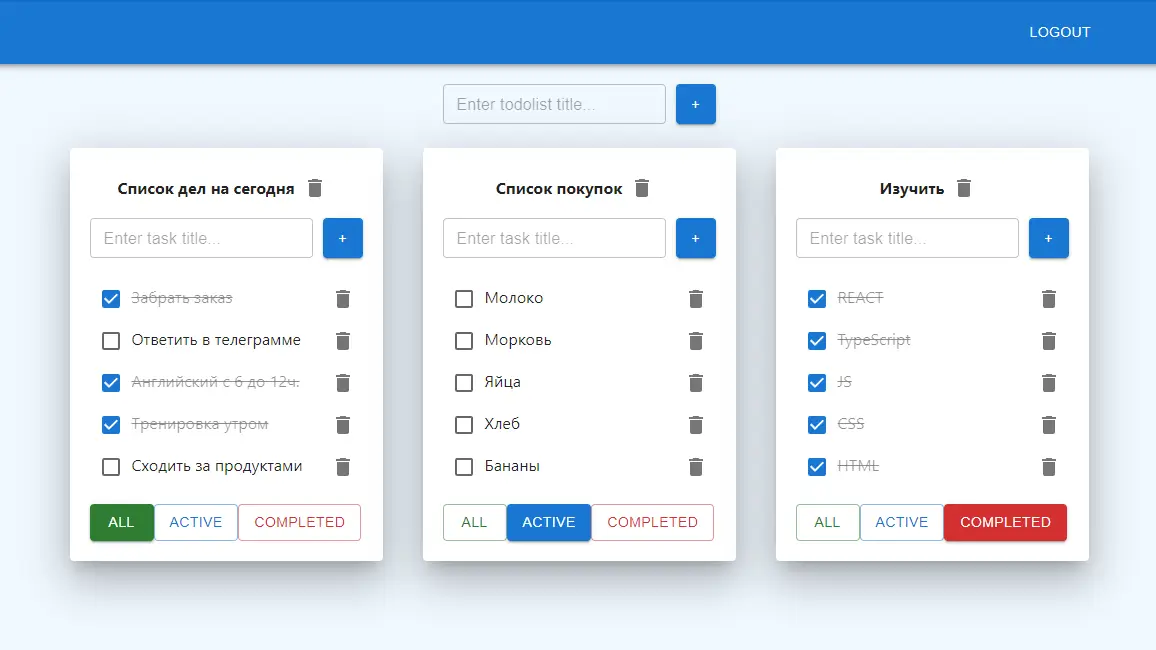 LOGOUT
Enter todolist title...
+
Список дел на сегодня
Enter task title...
+
Забрать заказ
Ответить в телеграмме
Английский с 6 до 12ч.
Тренировка утром
Сходить за продуктами
ALL ACTIVE COMPLETED
Список покупок
Enter task title...
+
Молоко
Морковь
Яйца
Хлеб
Бананы
ALL ACTIVE COMPLETED
Изучить
Enter task title...
+
REACT
TypeScript
JS
CSS
HTML
ALL ACTIVE COMPLETED